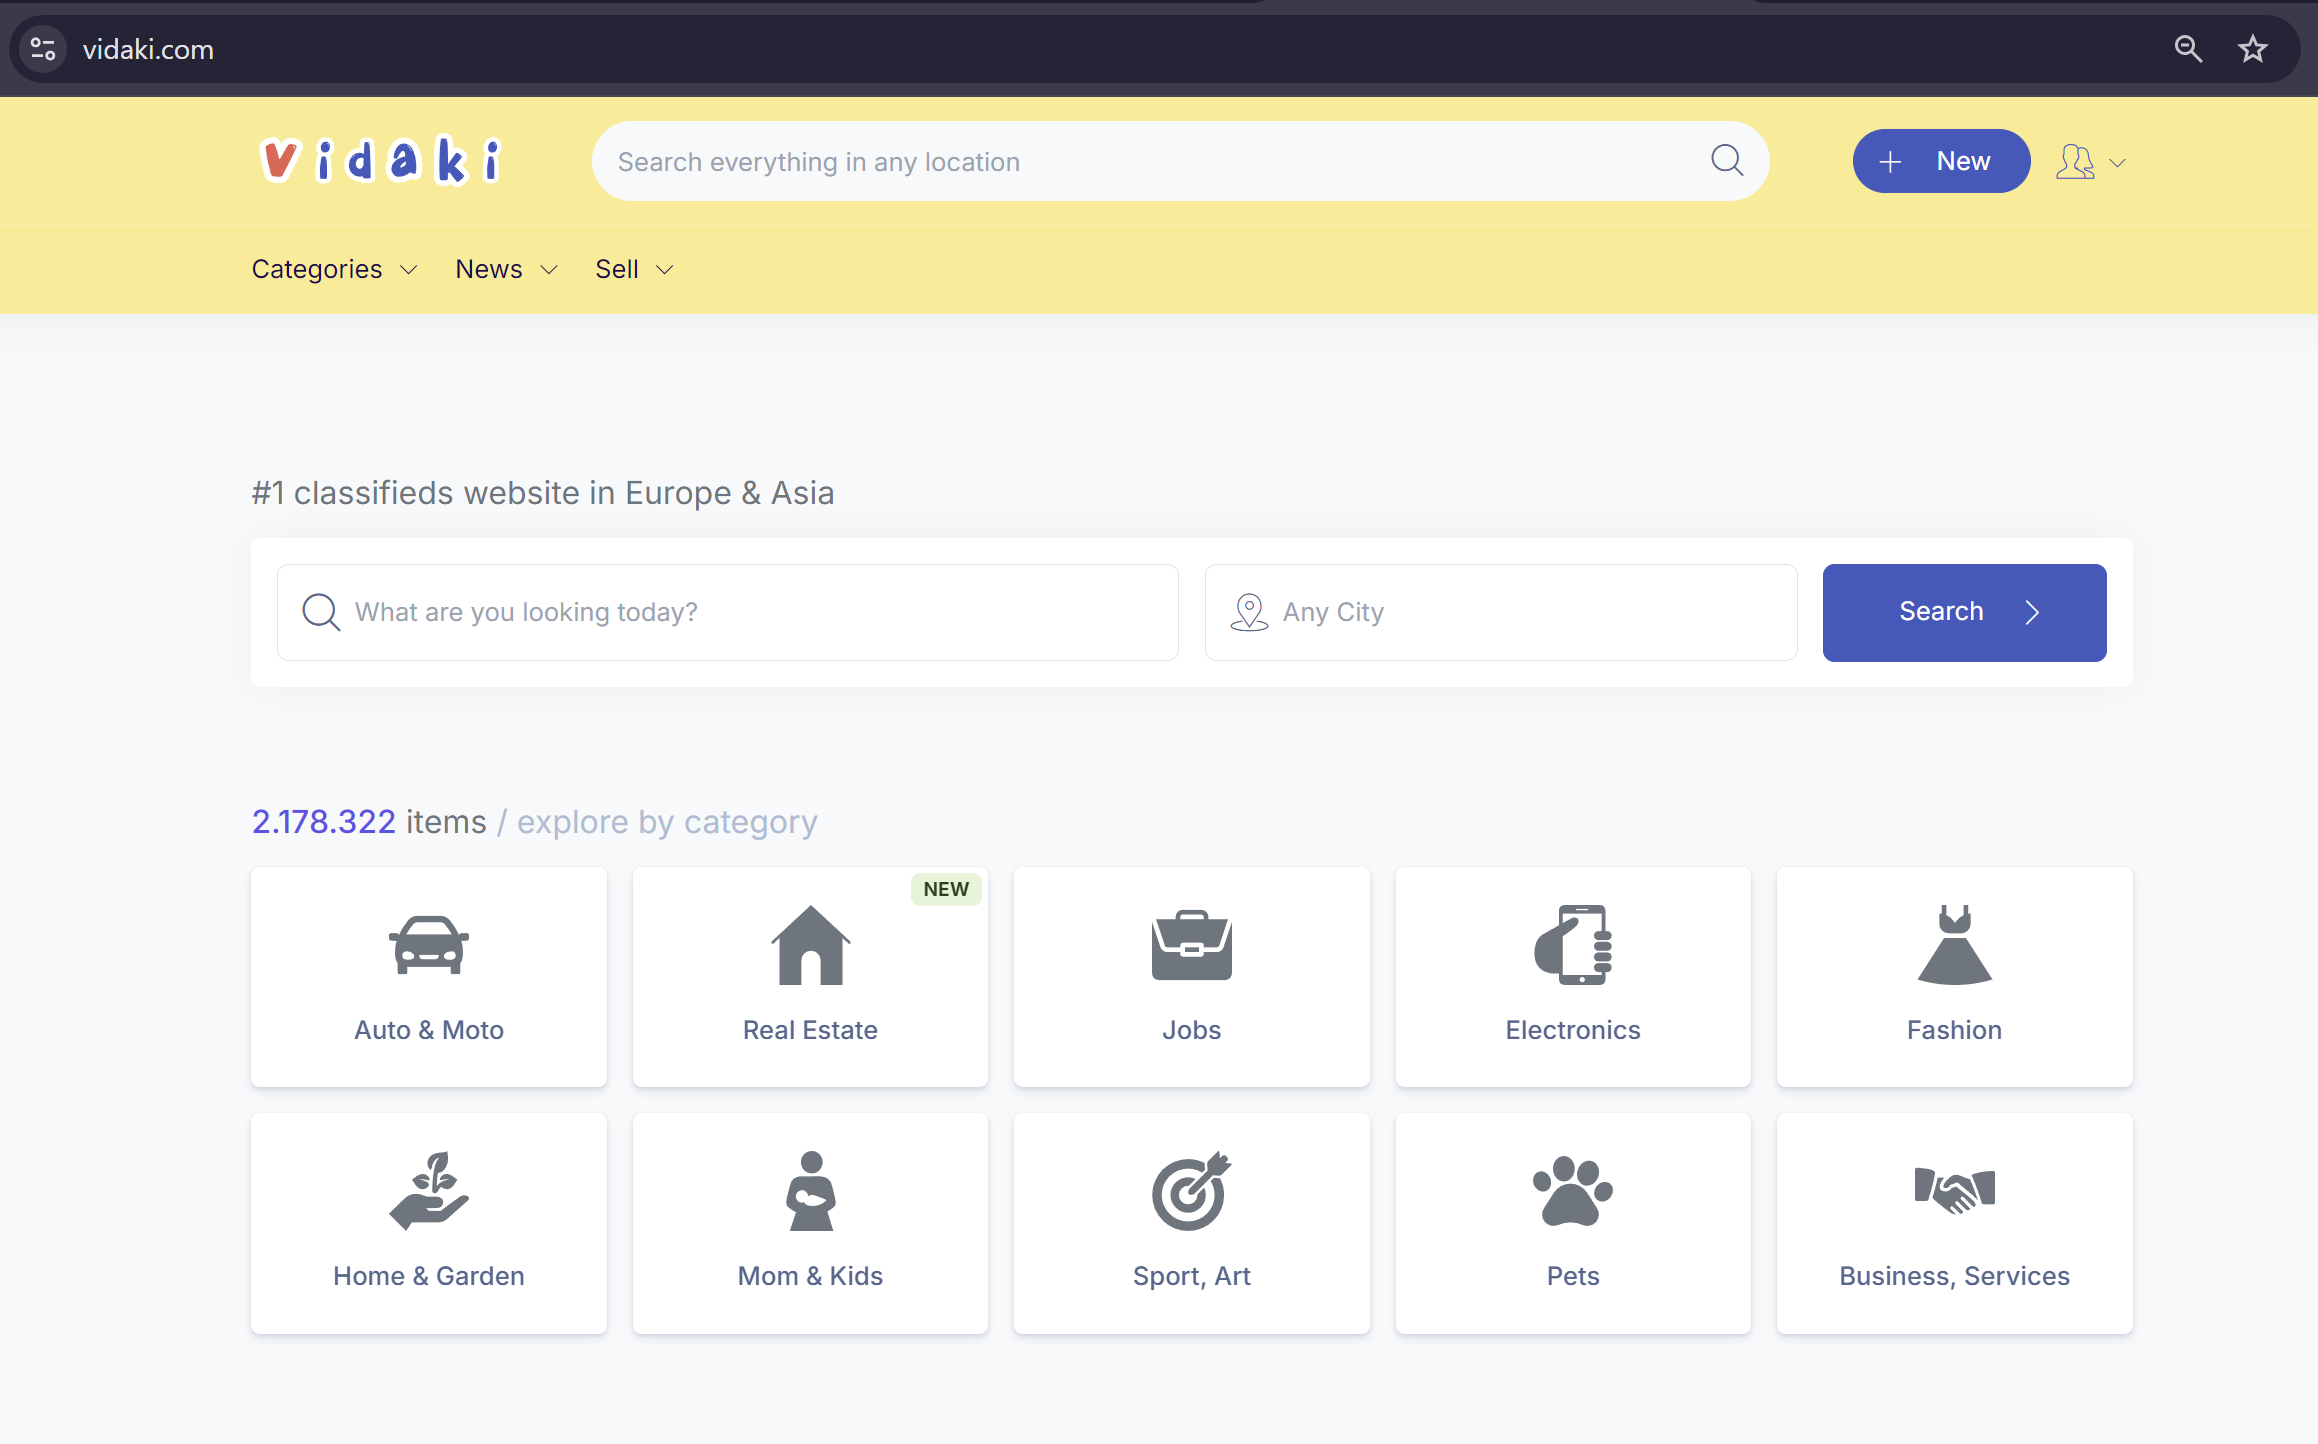 vidaki.com
vidaki
Search everything in any location
New
Categories
News
Sell
#1 classifieds website in Europe & Asia
What are you looking today?
Any City
Search
2.178.322 items / explore by category
Auto & Moto
NEW
Real Estate
Jobs
Electronics
Fashion
Home & Garden
Mom & Kids
Sport, Art
Pets
Business, Services